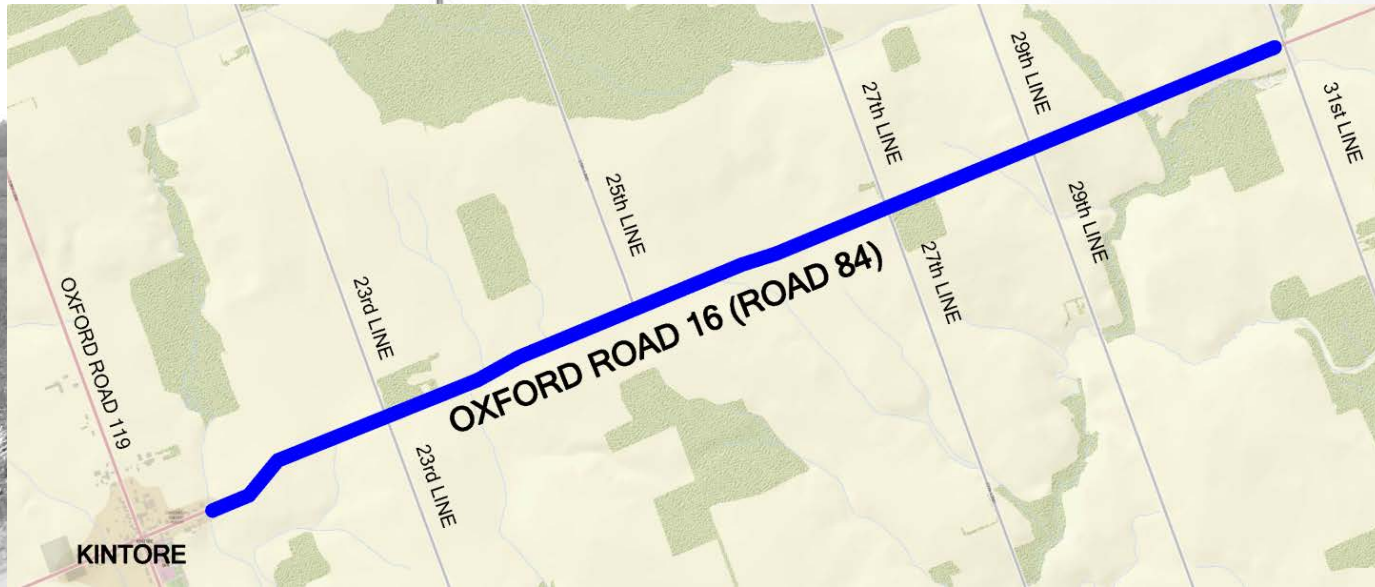 29th LINE
27th LINE
31st LINE
25th LINE
29th LINE
23rd LINE
27th LINE
OXFORD ROAD 16 (ROAD 84)
OXFORD ROAD 119
23rd LINE
KINTORE